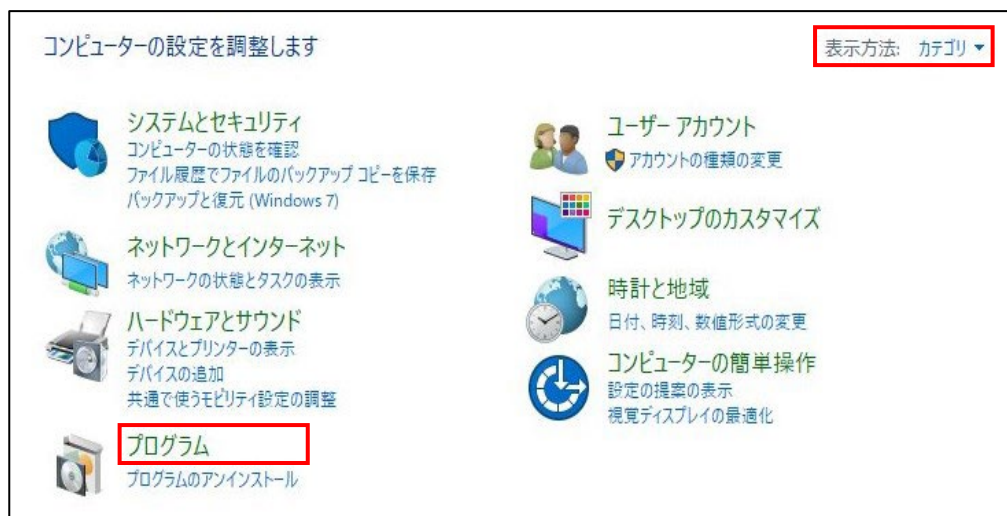 コンピューターの設定を調整します
表示方法: カテゴリ
システムとセキュリティ
コンピューターの状態を確認
ファイル履歴でファイルのバックアップ コピーを保存
バックアップと復元 (Windows 7)
ネットワークとインターネット
ネットワークの状態とタスクの表示
ハードウェアとサウンド
デバイスとプリンターの表示
デバイスの追加
共通で使うモビリティ設定の調整
プログラム
プログラムのアンインストール
ユーザー アカウント
アカウントの種類の変更
デスクトップのカスタマイズ
時計と地域
日付、時刻、数値形式の変更
コンピューターの簡単操作
設定の提案の表示
視覚ディスプレイの最適化